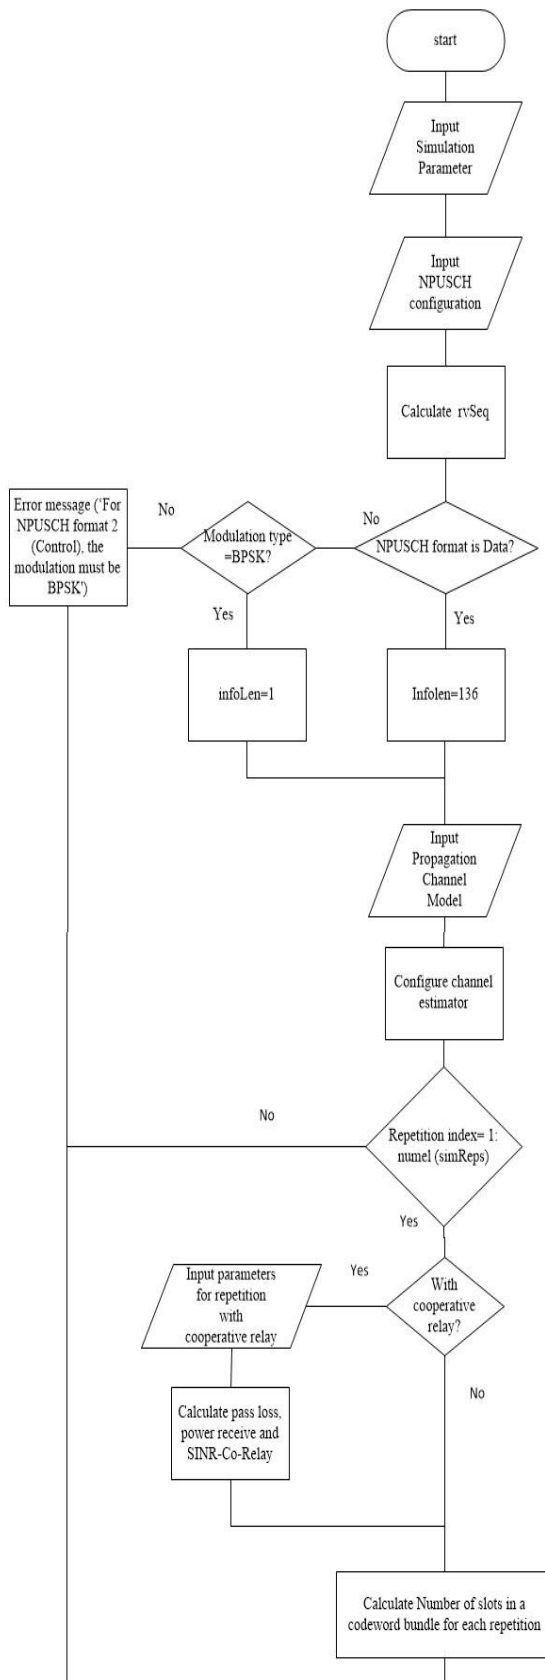 start
Input
Simulation
Parameter
Input
NPUSCH
configuration
Calculate rvSeq
NPUSCH format is Data?
No
Modulation type
=BPSK?
No
Error message ('For
NPUSCH format 2
(Control), the
modulation must be
BPSK')
Yes
Yes
infoLen=1
Infolen=136
Input
Propagation
Channel
Model
Configure channel
estimator
Repetition index= 1:
numel (simReps)
No
Yes
With
cooperative
relay?
Yes
Input parameters
for repetition
with
cooperative relay
No
Calculate pass loss,
power receive and
SINR-Co-Relay
Calculate Number of slots in a
codeword bundle for each repetition